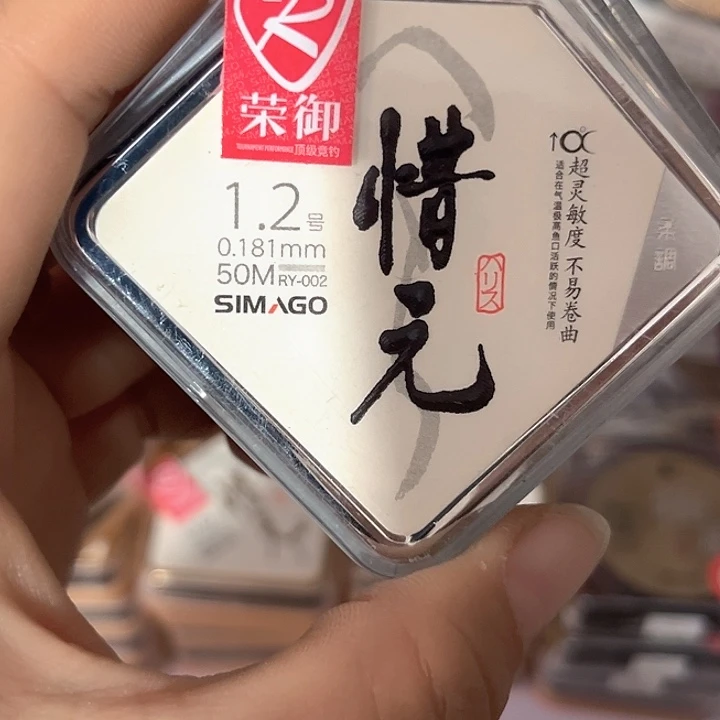 R
荣御
TOURNAMENT PERFORMANCE 顶级竞钓
1.2号
0.181mm
50M RY-002
SIMAGO
惜元
ハリス
超灵敏度 不易卷曲
适合在气温极高鱼口活跃的情况下使用